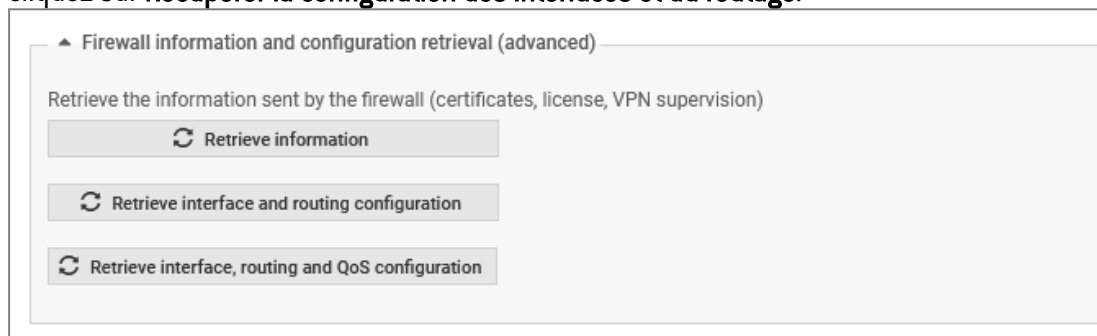 cliquez sur Récupérer la configuration des interfaces et du routage.
Firewall information and configuration retrieval (advanced)
Retrieve the information sent by the firewall (certificates, license, VPN supervision)
Retrieve information
Retrieve interface and routing configuration
Retrieve interface, routing and QoS configuration